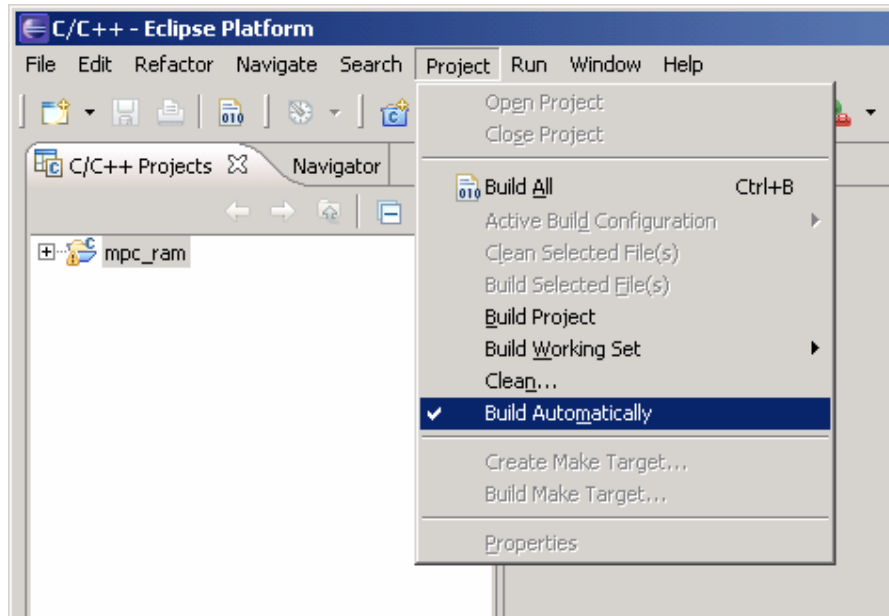 C/C++ - Eclipse Platform
File Edit Refactor Navigate Search Project Run Window Help
010
C
Open Project
Close Project
C C/C++ Projects Navigator
010 Build All Ctrl+B
Active Build Configuration
Clean Selected File(s)
Build Selected File(s)
C mpc_ram
Build Project
Build Working Set
Clean...
Build Automatically
Create Make Target...
Build Make Target...
Properties